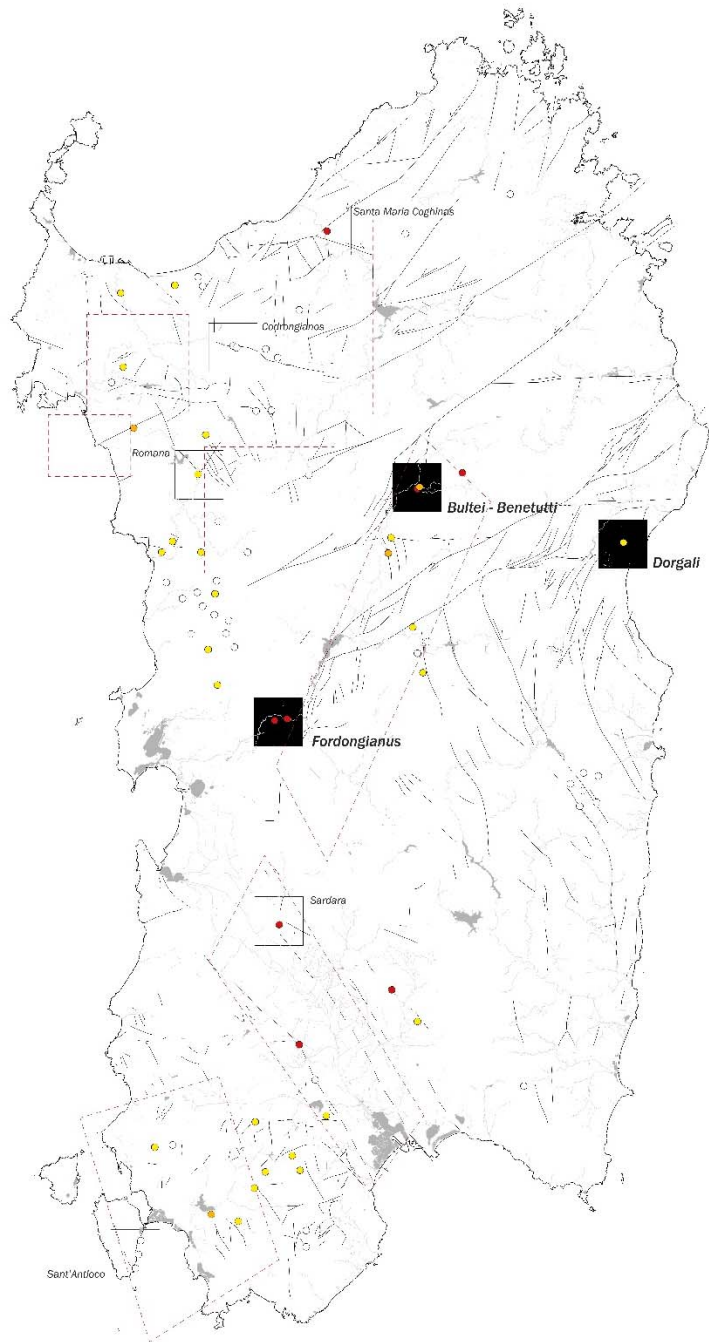 Santa Maria Coghinas
Codrongianos
Romana
Bultei - Benetutti
Dorgali
Fordongianus
Sardara
Sant'Antioco